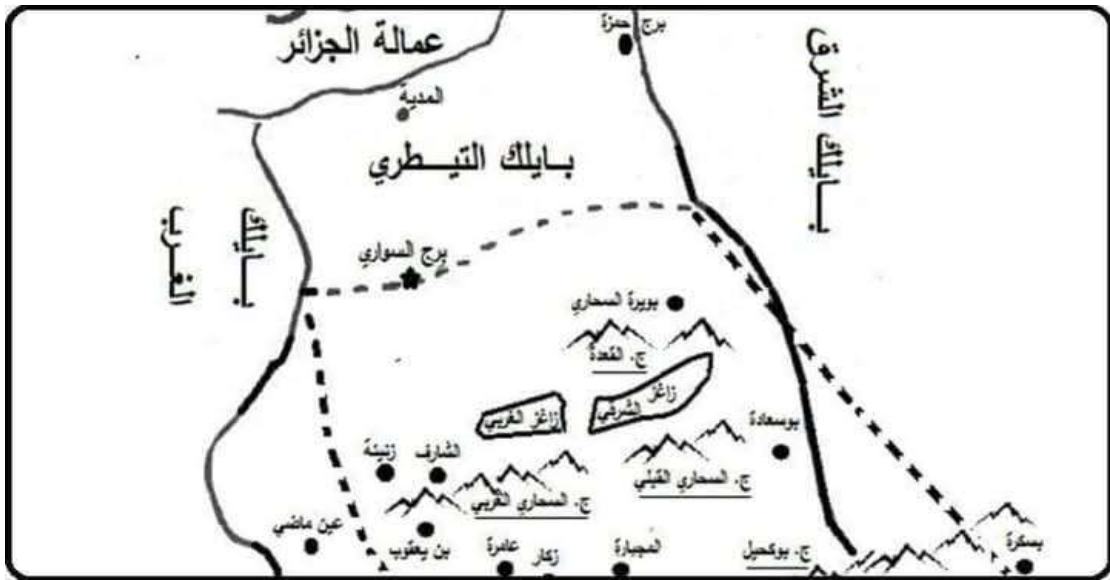 برج حمزة
عمالة الجزائر
بايلك الشرق
المدية
بايلك التيطري
بايلك
الغرب
برج السواري
بويرة السحاري
ج. القعدة
زاغز
الشرقي
زاغز الغربي
بوسعادة
الشارف
زنينة
ج. السحاري القبلي
ج. السحاري الغربي
عين ماضي
بن يعقوب
عامرة
زكار
المجبارة
ج. بوكحيل
بسكرة